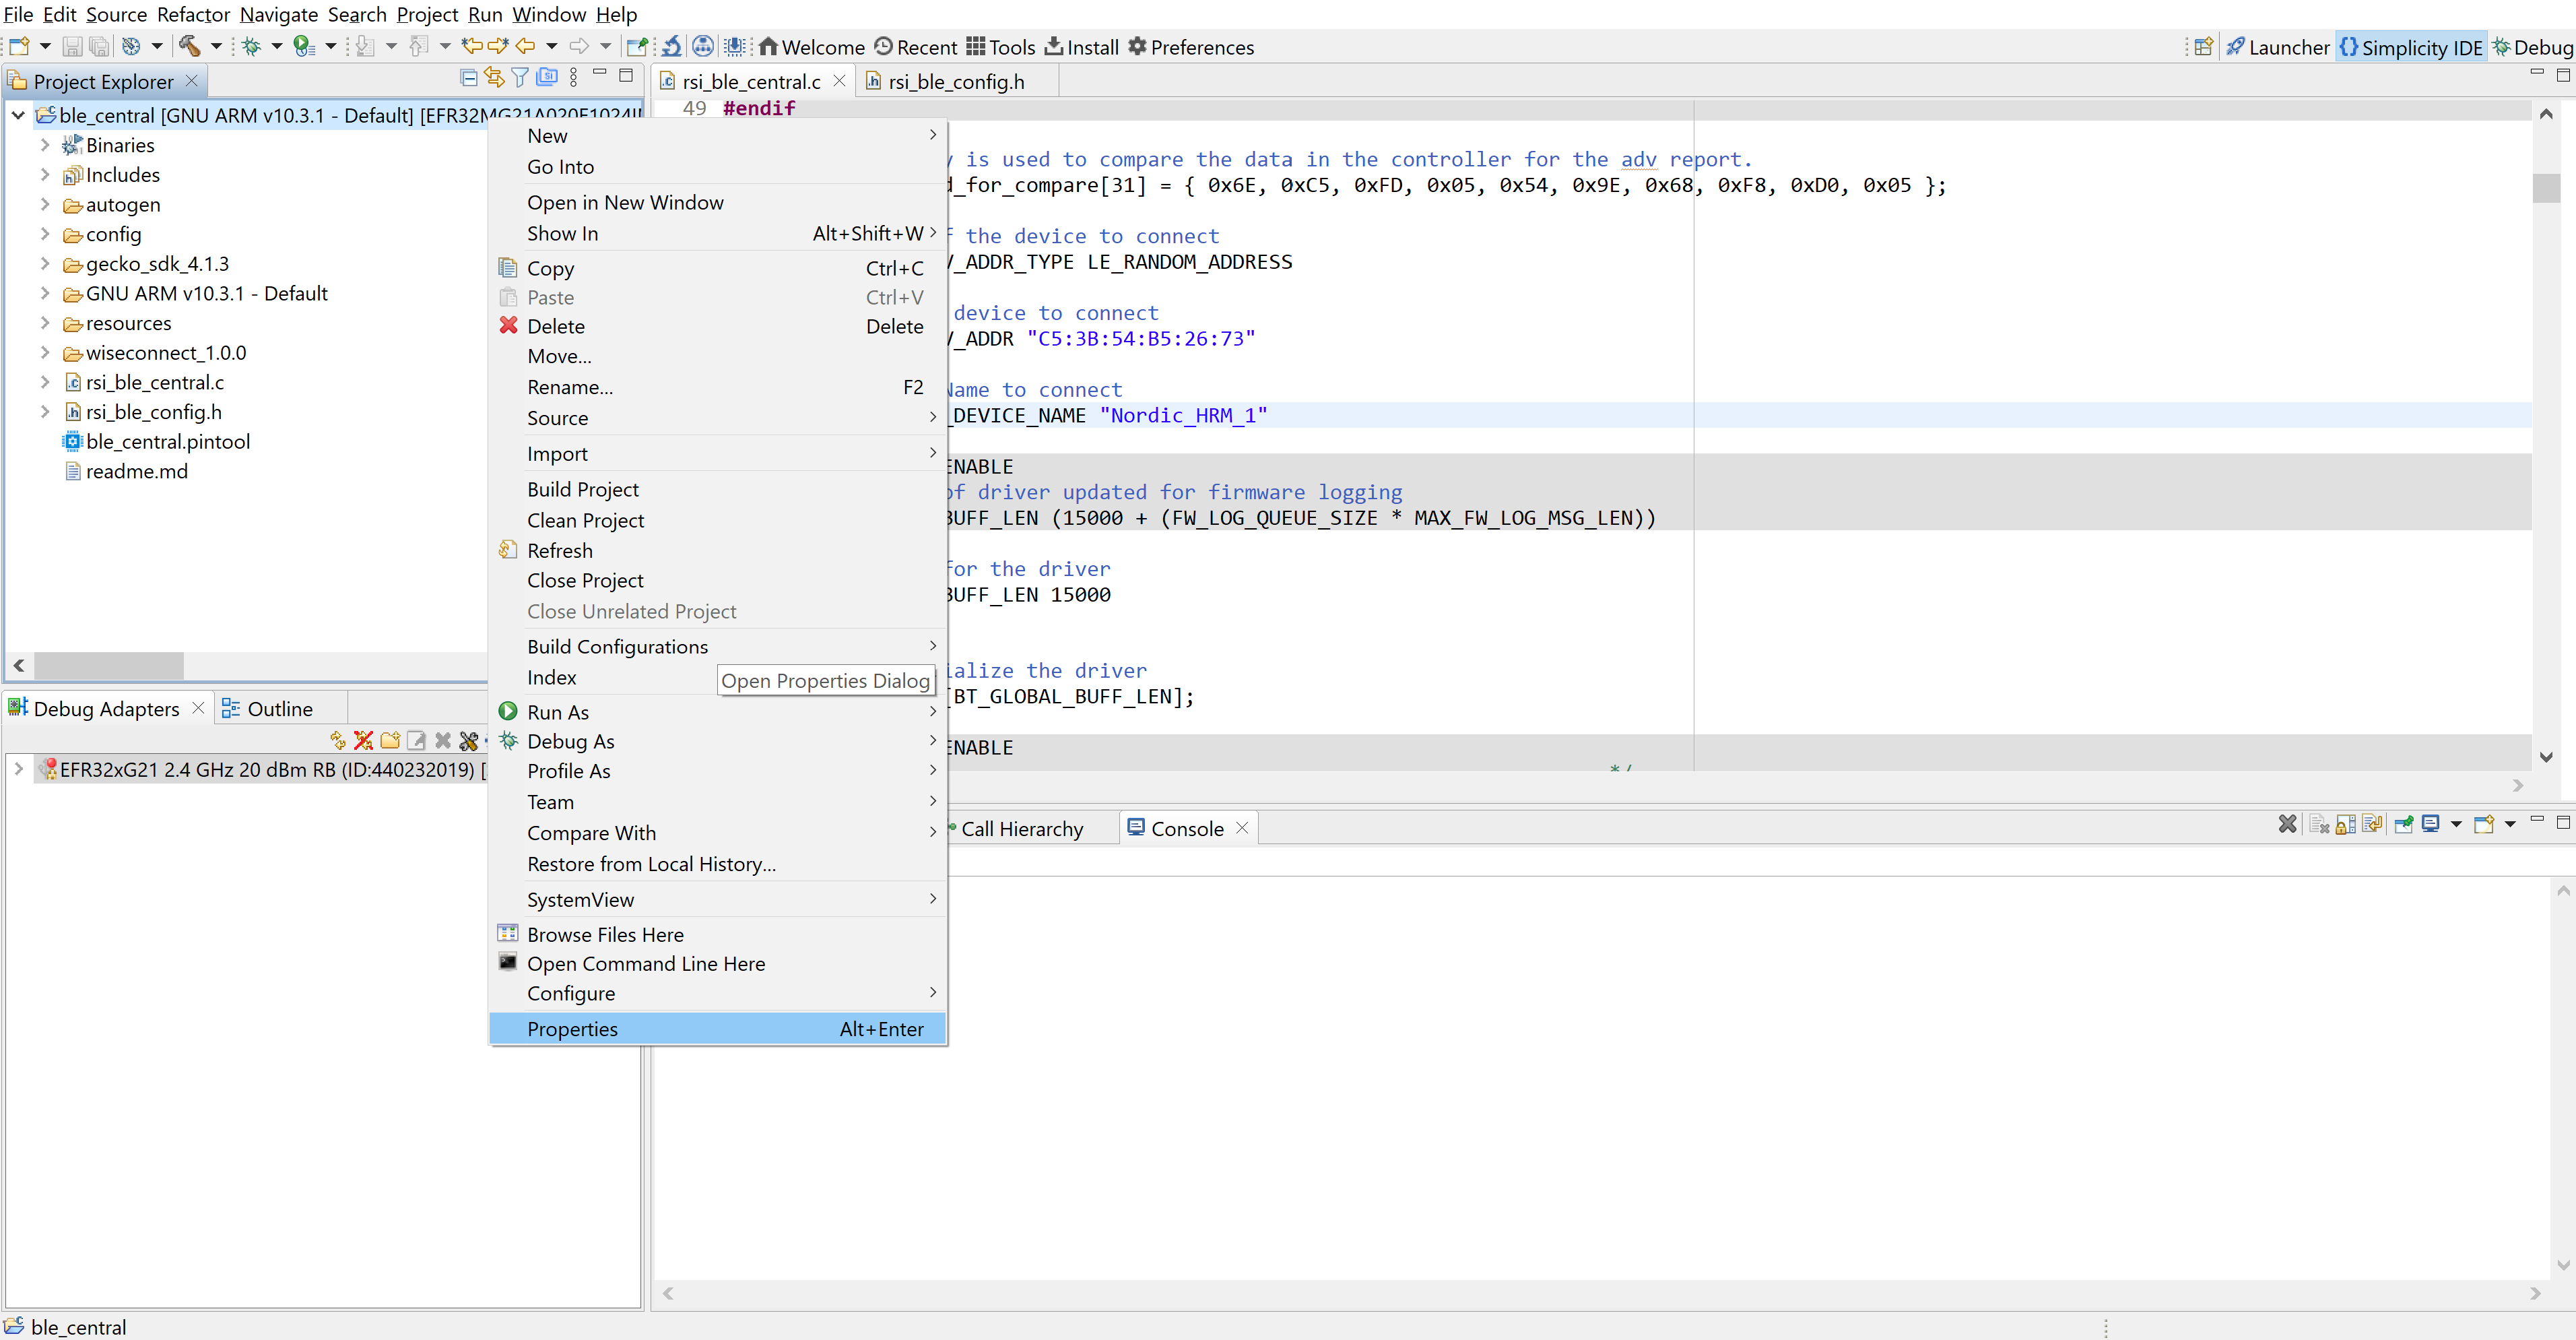 File Edit Source Refactor Navigate Search Project Run Window Help
Welcome Recent Tools Install Preferences
Launcher {} Simplicity IDE Debug
Project Explorer
ble_central [GNU ARM v10.3.1 - Default] [EFR32MG21A020F1024I
Binaries
Includes
autogen
config
gecko_sdk_4.1.3
GNU ARM v10.3.1 - Default
resources
wiseconnect_1.0.0
rsi_ble_central.c
rsi_ble_config.h
ble_central.pintool
readme.md
Debug Adapters
Outline
EFR32xG21 2.4 GHz 20 dBm RB (ID:440232019) [
New
Go Into
Open in New Window
Show In Alt+Shift+W
Copy Ctrl+C
Paste Ctrl+V
Delete Delete
Move...
Rename... F2
Source
Import
Build Project
Clean Project
Refresh
Close Project
Close Unrelated Project
Build Configurations
Index
Open Properties Dialog
Run As
Debug As
Profile As
Team
Compare With
Restore from Local History...
SystemView
Browse Files Here
Open Command Line Here
Configure
Properties Alt+Enter
rsi_ble_central.c
rsi_ble_config.h
49 #endif
y is used to compare the data in the controller for the adv report.
d_for_compare[31] = { 0x6E, 0xC5, 0xFD, 0x05, 0x54, 0x9E, 0x68, 0xF8, 0xD0, 0x05 };
f the device to connect
V_ADDR_TYPE LE_RANDOM_ADDRESS
device to connect
V_ADDR "C5:3B:54:B5:26:73"
Name to connect
_DEVICE_NAME "Nordic_HRM_1"
ENABLE
of driver updated for firmware logging
BUFF_LEN (15000 + (FW_LOG_QUEUE_SIZE * MAX_FW_LOG_MSG_LEN))
for the driver
BUFF_LEN 15000
ialize the driver
[BT_GLOBAL_BUFF_LEN];
ENABLE
*/
Call Hierarchy
Console
ble_central